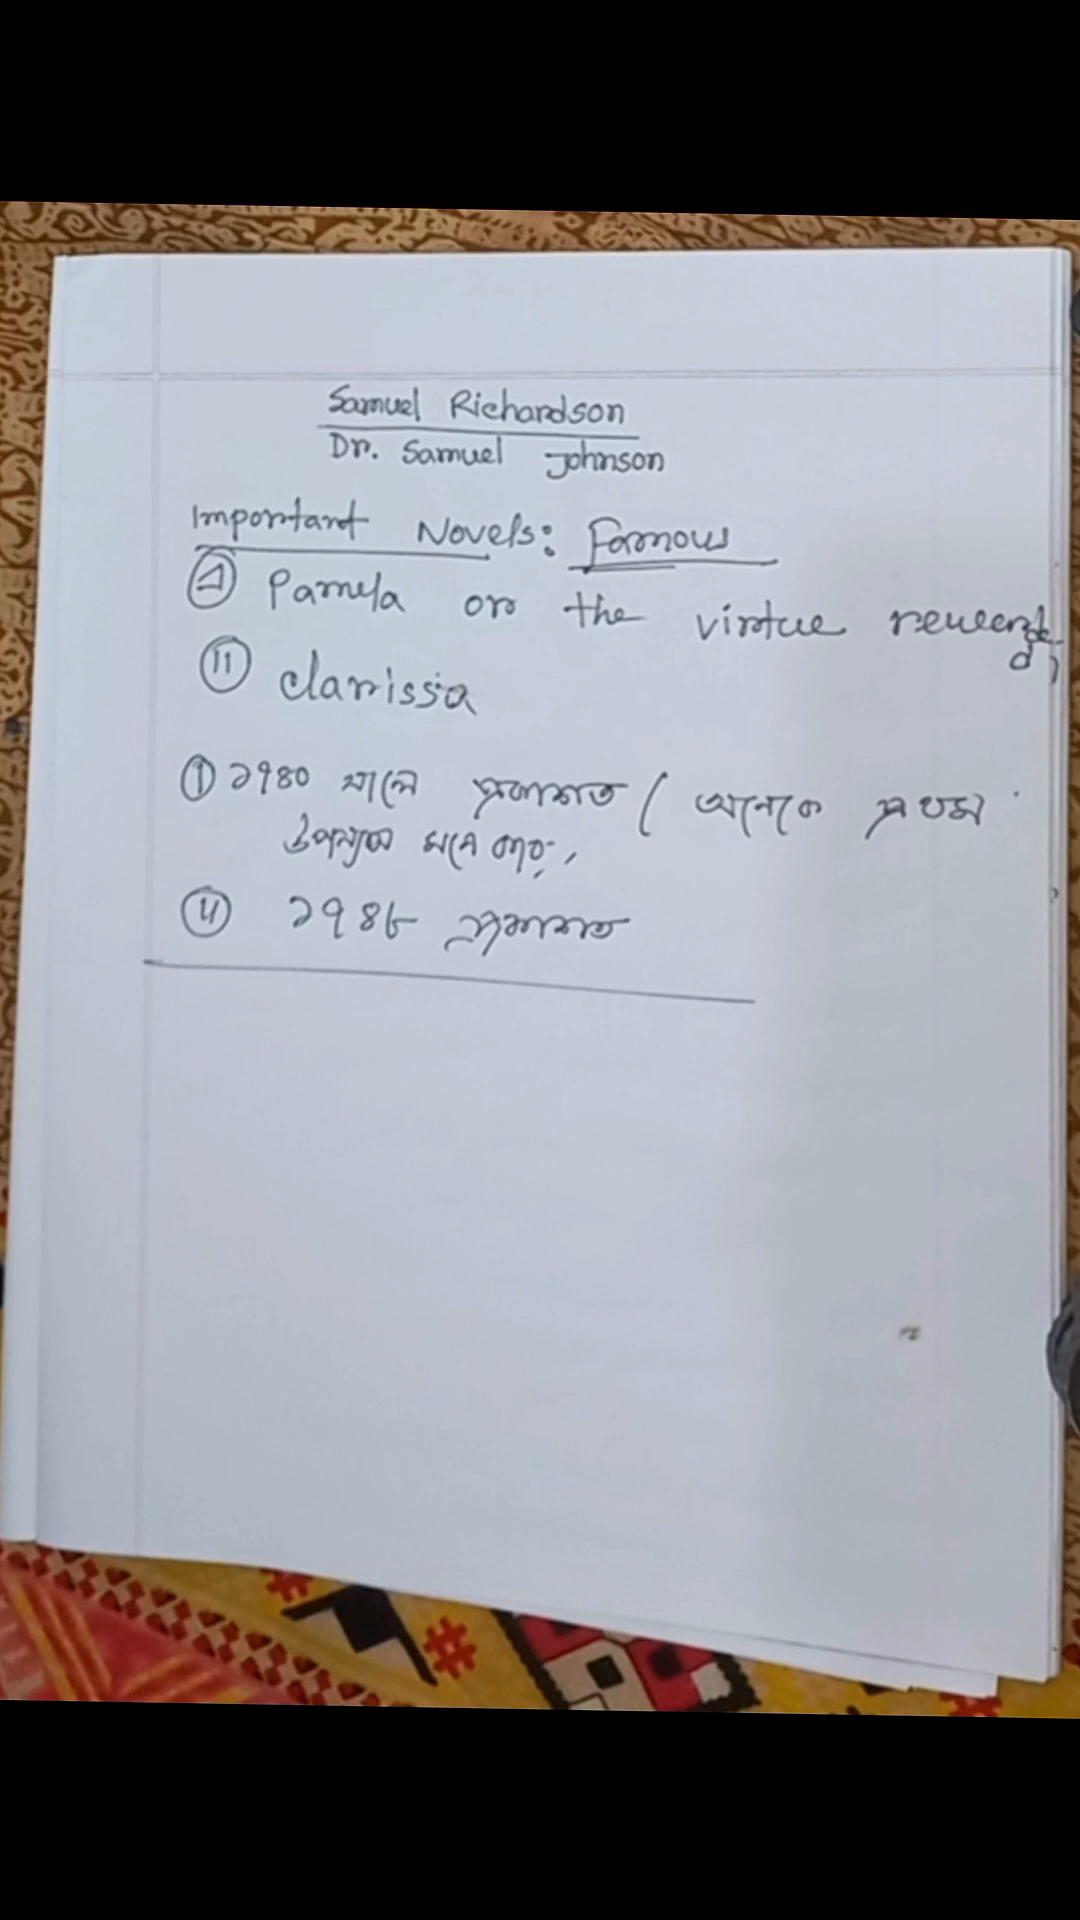 Samuel Richardson
Dr. Samuel Johnson
Important Novels: Famous
I Pamela or the virtue
II Clarissa
I ১৭৪০ সালে প্রকাশিত ( অনেকে প্রথম
উপন্যাস মনে করে,
II ১৭৪৮ প্রকাশিত